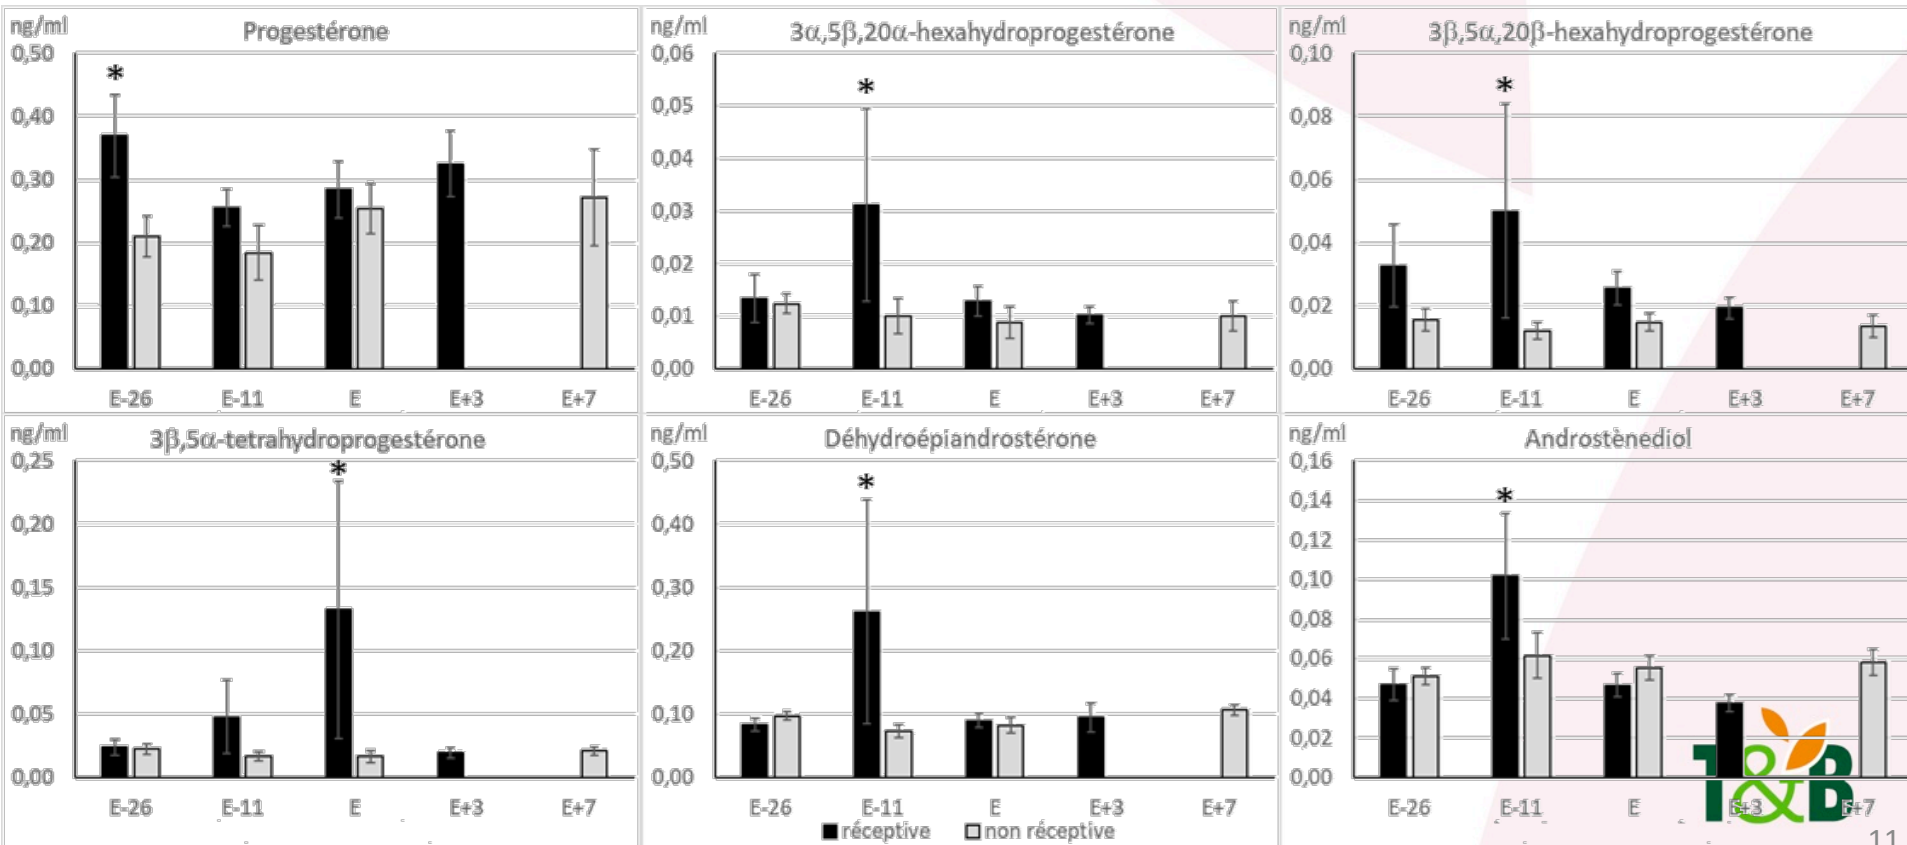 ng/ml
Progestérone
0,50
0,40
0,30
0,20
0,10
0,00
*
E-26 E-11 E E+3 E+7
ng/ml
3α,5β,20α-hexahydroprogestérone
0,06
0,05
0,04
0,03
0,02
0,01
0,00
*
E-26 E-11 E E+3 E+7
ng/ml
3β,5α,20β-hexahydroprogestérone
0,10
0,08
0,06
0,04
0,02
0,00
*
E-26 E-11 E E+3 E+7
ng/ml
3β,5α-tetrahydroprogestérone
0,25
0,20
0,15
0,10
0,05
0,00
*
E-26 E-11 E E+3 E+7
ng/ml
Déhydroépiandrostérone
0,50
0,40
0,30
0,20
0,10
0,00
*
E-26 E-11 E E+3 E+7
réceptive non réceptive
ng/ml
Androstènediol
0,16
0,14
0,12
0,10
0,08
0,06
0,04
0,02
0,00
*
E-26 E-11 E E+3 E+7
T&B
11